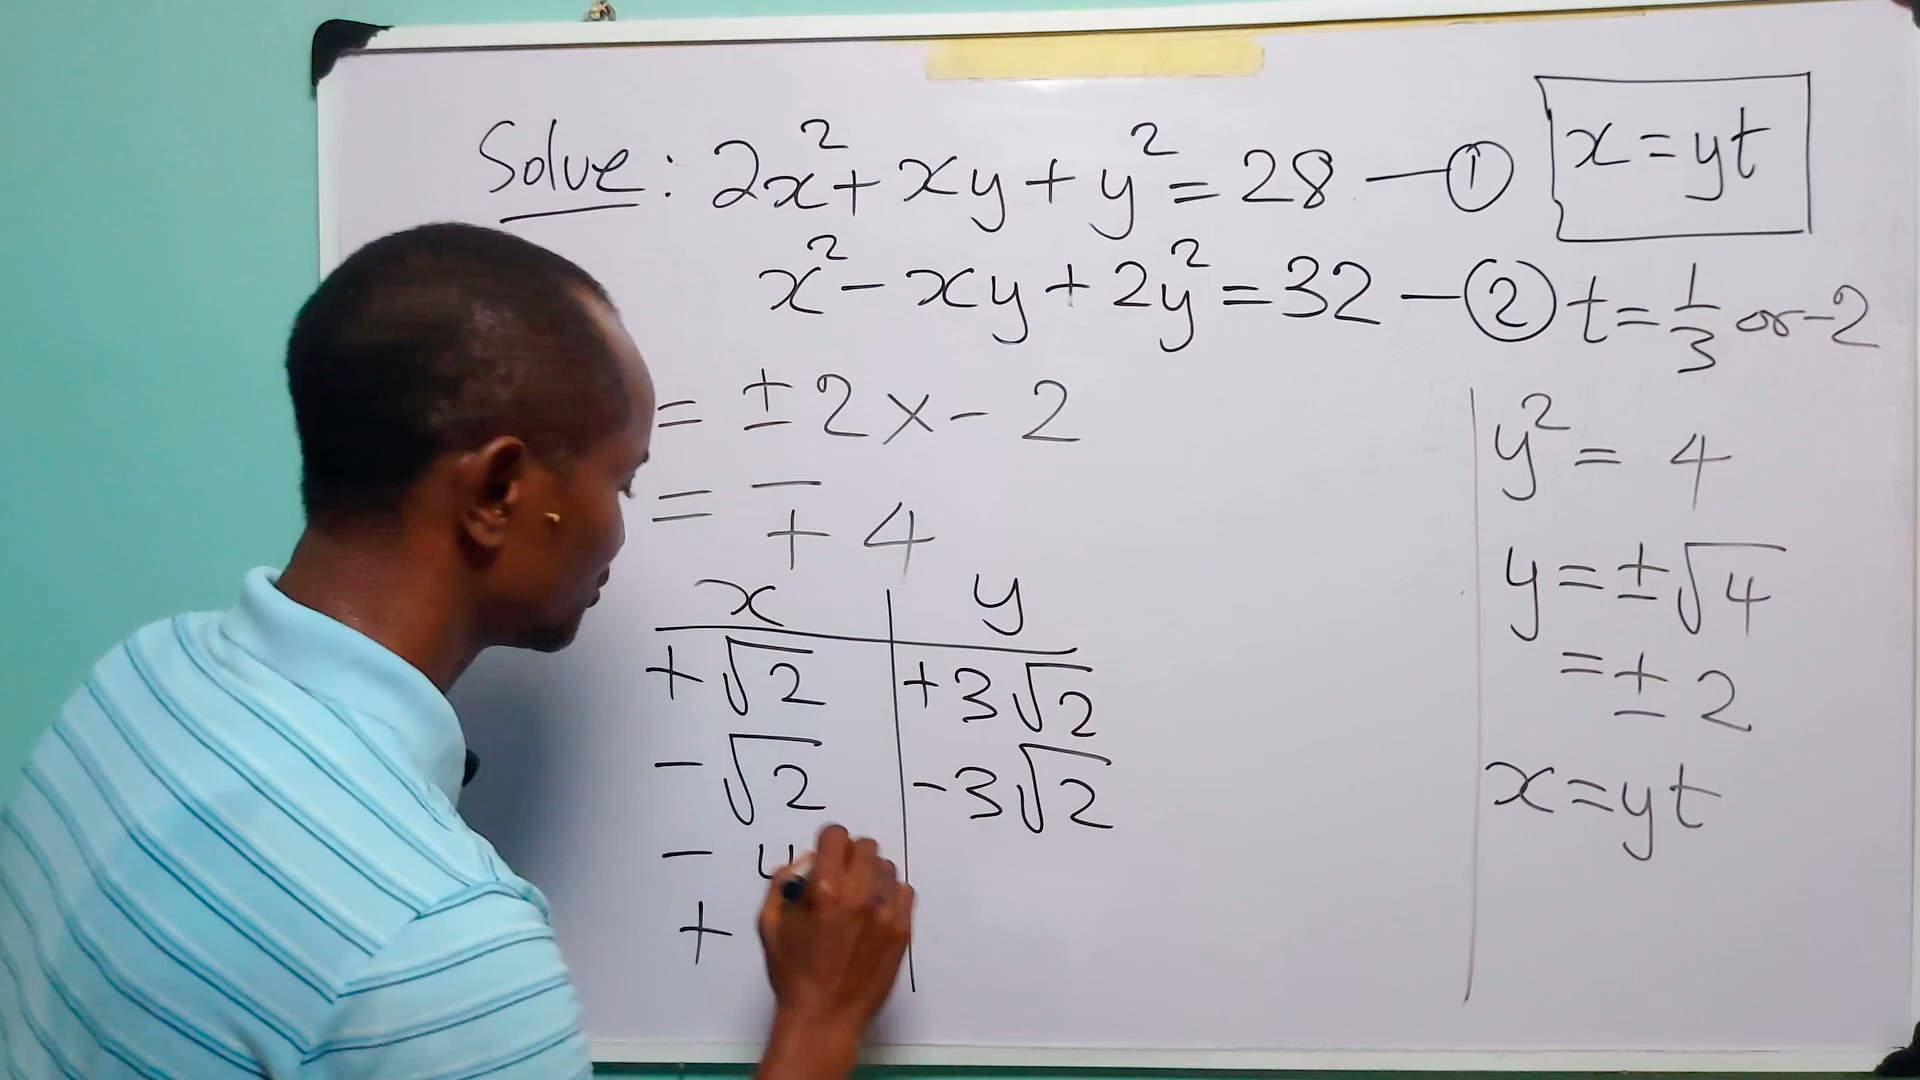 Solve: 2x²+xy+y²=28 —①
x=yt
x²-xy+2y²=32 —②
t=1/3 or -2
= ±2x-2
= ∓4
x | y
+√2 | +3√2
-√2 | -3√2
- 4
+
y² = 4
y=±√4
=±2
x=yt